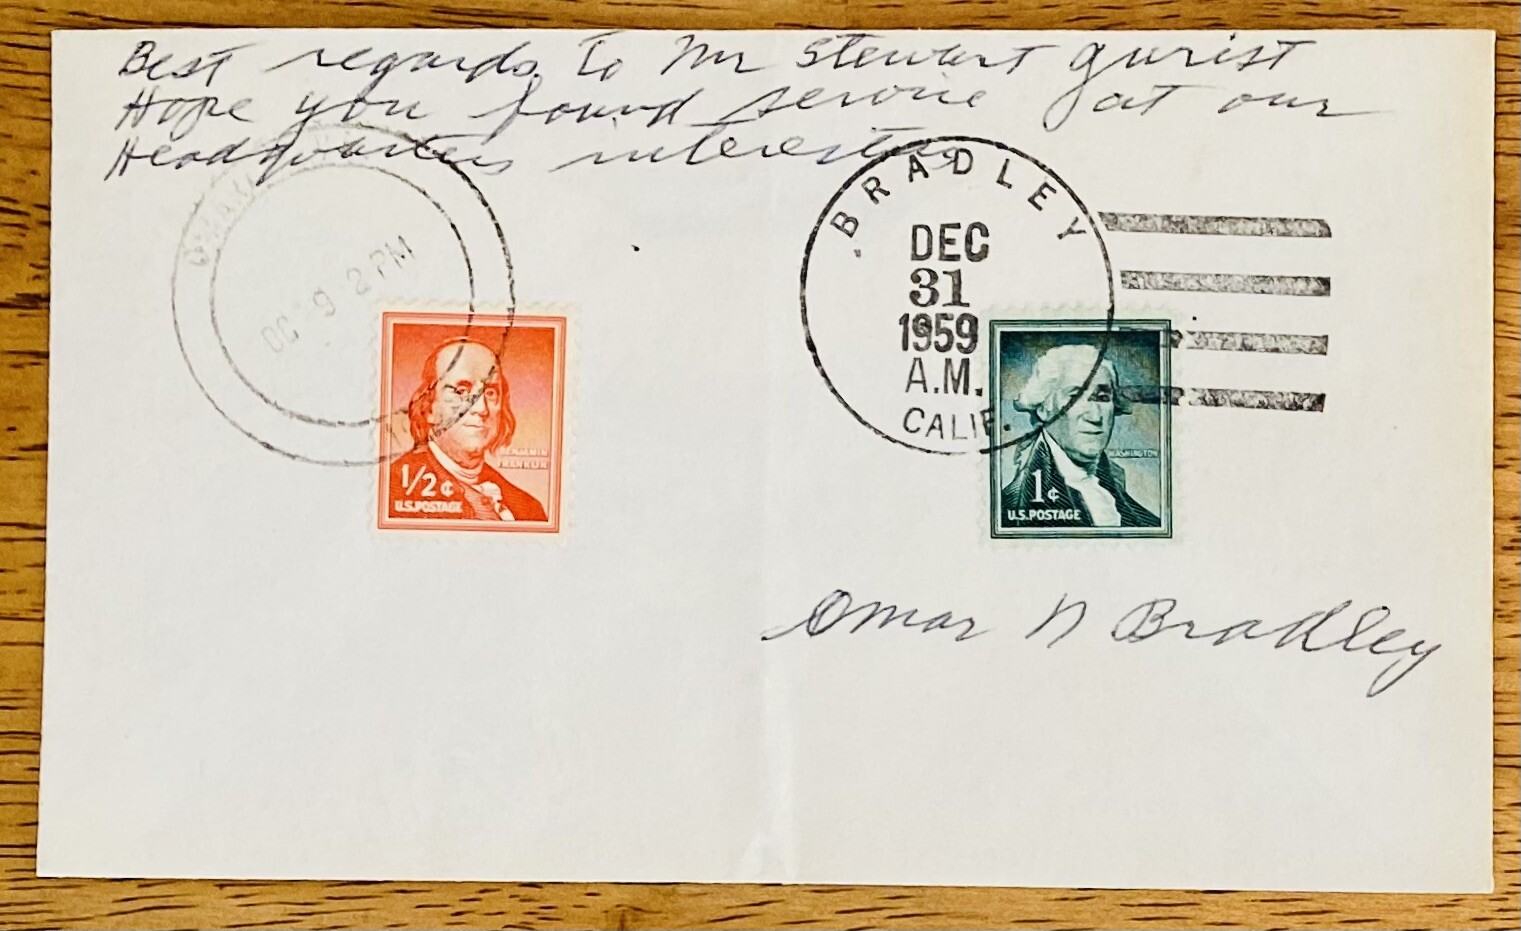 Best regards to Mr Stewart Gurist
Hope you found service at our
Headquarters interesting
9 2 PM
BRADLEY
DEC
31
1959
A.M.
CALIF.
BENJAMIN
FRANKLIN
1/2¢
U.S. POSTAGE
WASHINGTON
1¢
U.S. POSTAGE
Omar N Bradley